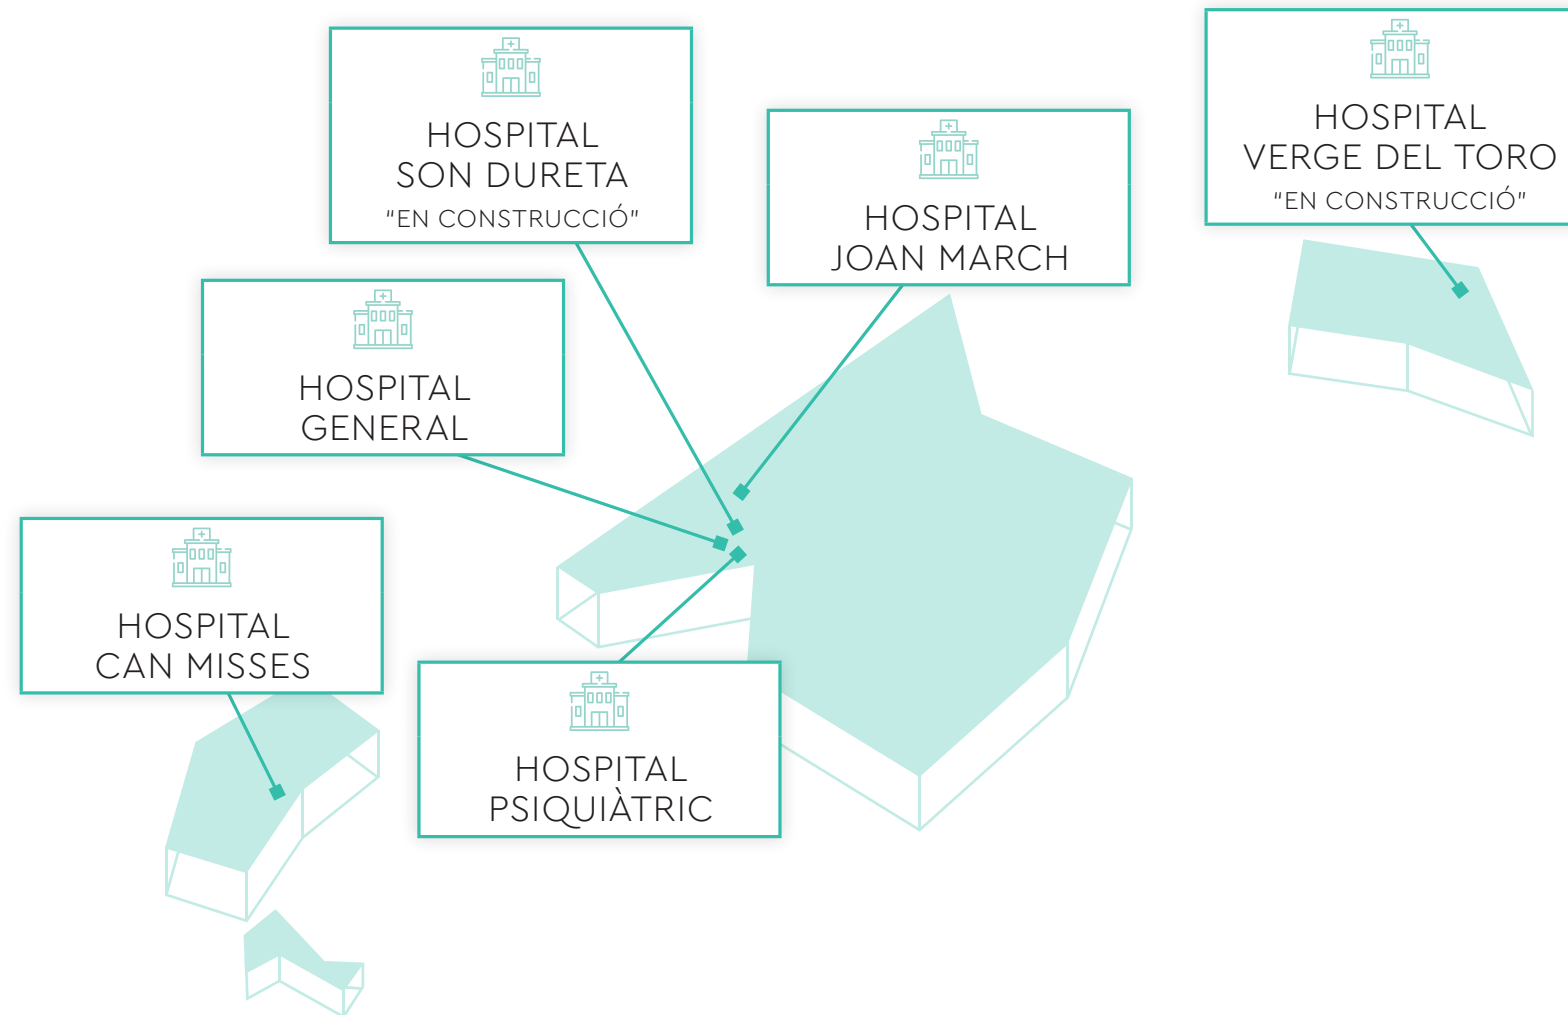 HOSPITAL
SON DURETA
“EN CONSTRUCCIÓ”
HOSPITAL
JOAN MARCH
HOSPITAL
VERGE DEL TORO
“EN CONSTRUCCIÓ”
HOSPITAL
GENERAL
HOSPITAL
CAN MISSES
HOSPITAL
PSIQUIÀTRIC